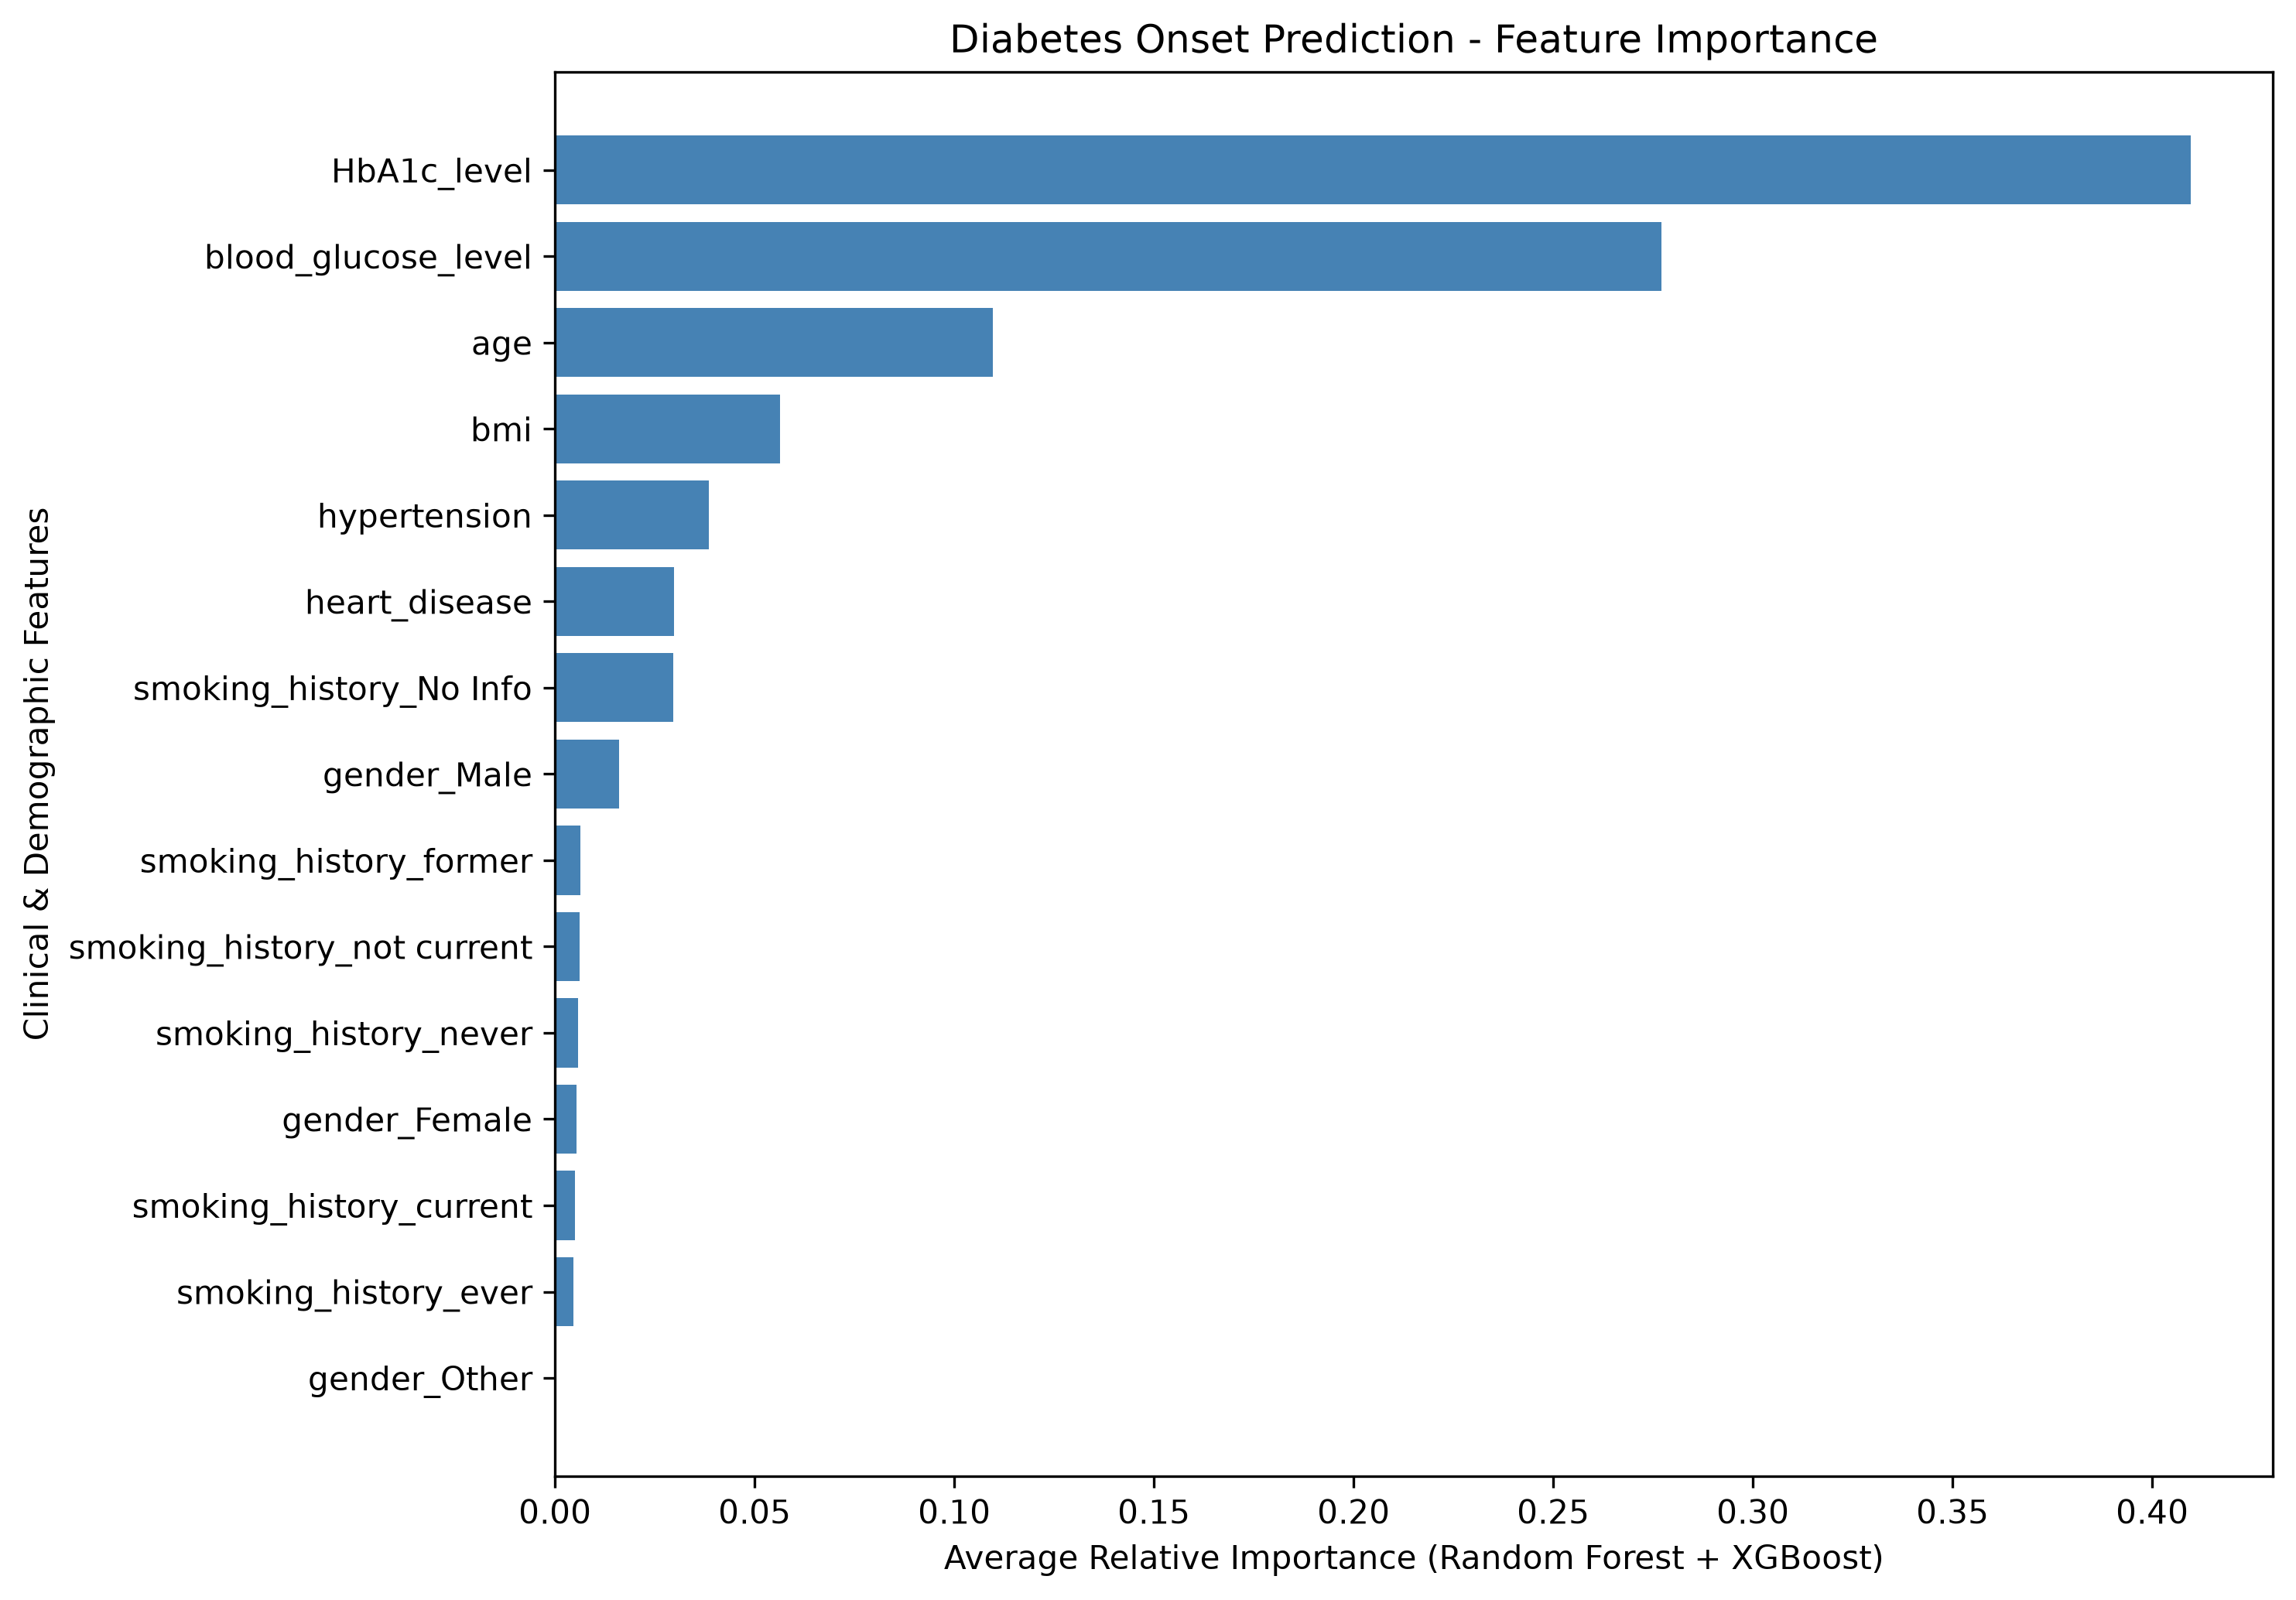 Diabetes Onset Prediction - Feature Importance
Clinical & Demographic Features
HbA1c_level
blood_glucose_level
age
bmi
hypertension
heart_disease
smoking_history_No Info
gender_Male
smoking_history_former
smoking_history_not current
smoking_history_never
gender_Female
smoking_history_current
smoking_history_ever
gender_Other
0.00 0.05 0.10 0.15 0.20 0.25 0.30 0.35 0.40
Average Relative Importance (Random Forest + XGBoost)